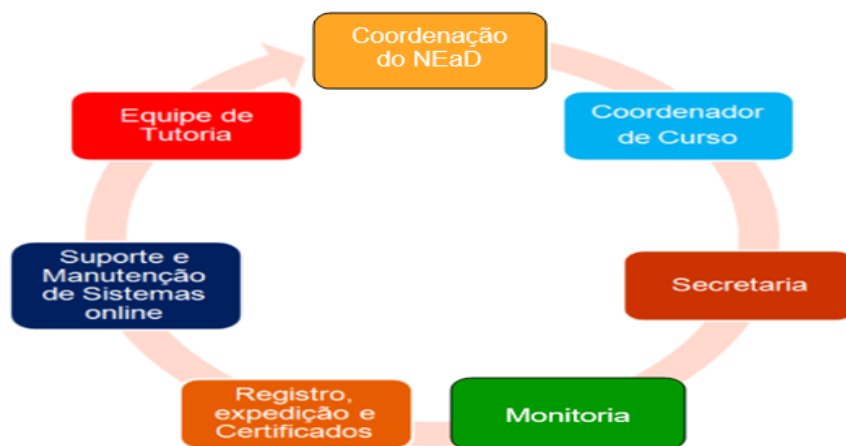 Coordenação
do NEaD
Coordenador
de Curso
Secretaria
Monitoria
Registro,
expedição e
Certificados
Suporte e
Manutenção
de Sistemas
online
Equipe de
Tutoria